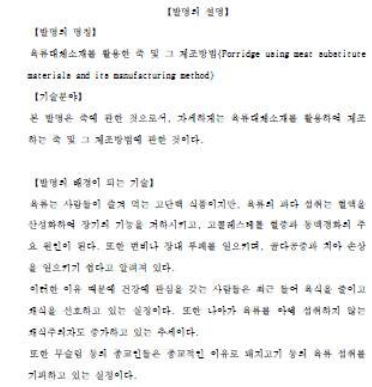 【발명의 설명】
【발명의 명칭】
육류대체소재를 활용한 죽 및 그 제조방법{Porridge using meat substitute
materials and its manufacturing method}
【기술분야】
본 발명은 죽에 관한 것으로서, 자세하게는 육류대체소재를 활용하여 제조
하는 죽 및 그 제조방법에 관한 것이다.
【발명의 배경이 되는 기술】
육류는 사람들이 즐겨 먹는 고단백 식품이지만, 육류의 과다 섭취는 혈액을
산성화하여 장기의 기능을 저하시키고, 고콜레스테롤 혈증과 동맥경화의 주
요 원인이 된다. 또한 변비나 장내 부패를 일으키며, 골다공증과 치아 손상
을 일으키기 쉽다고 알려져 있다.
이러한 이유 때문에 건강에 관심을 갖는 사람들은 최근 들어 육식을 줄이고
채식을 선호하고 있는 실정이다. 또한 나아가 육류를 아예 섭취하지 않는
채식주의자도 증가하고 있는 추세이다.
또한 무슬림 등의 종교인들은 종교적인 이유로 돼지고기 등의 육류 섭취를
기피하고 있는 실정이다.